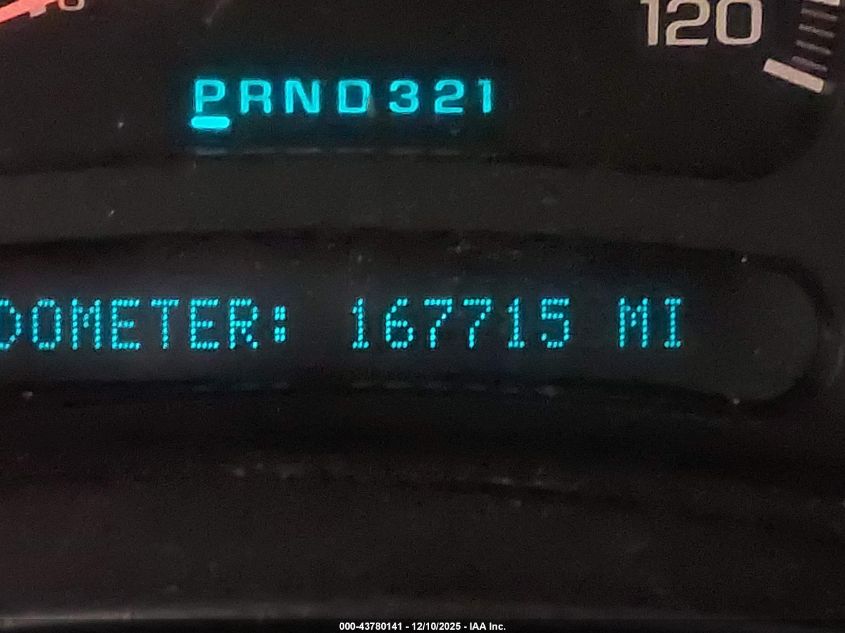 120
PRND321
DOMETER: 167715 MI
000-43780141 - 12/10/2025 - IAA Inc.